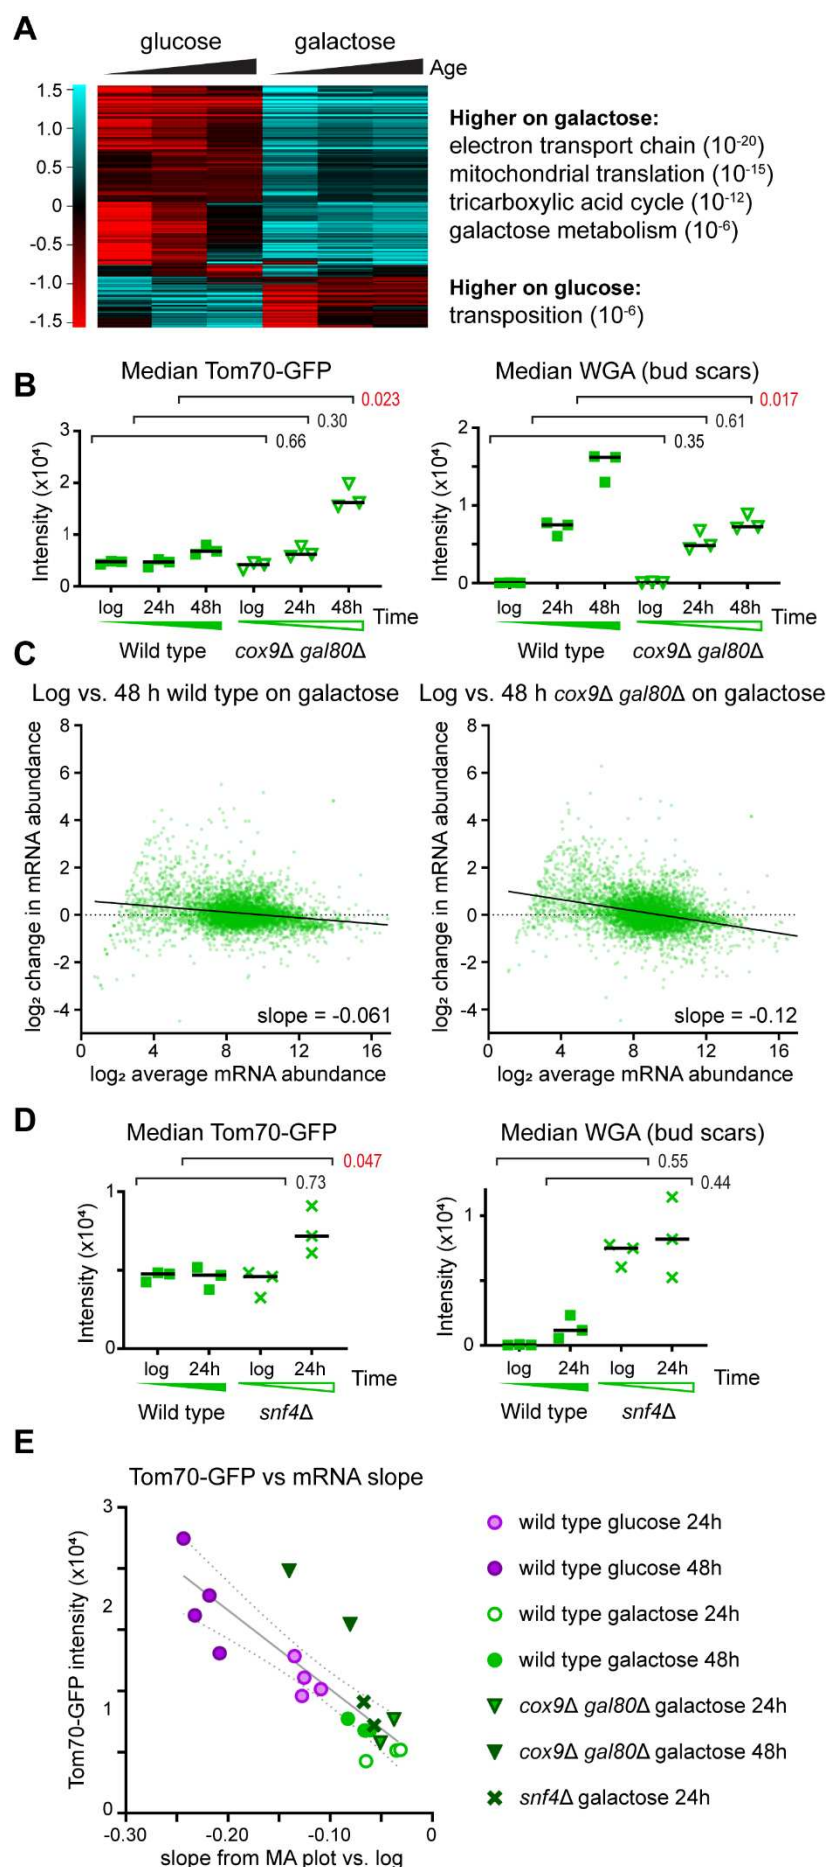 A
glucose galactose
Age
1.5
1.0
0.5
0
-0.5
-1.0
-1.5
Higher on galactose:
electron transport chain (10⁻²⁰)
mitochondrial translation (10⁻¹⁵)
tricarboxylic acid cycle (10⁻¹²)
galactose metabolism (10⁻⁶)
Higher on glucose:
transposition (10⁻⁶)
B
Median Tom70-GFP
0.023
0.30
0.66
Intensity (x10⁴)
3
2
1
0
log 24h 48h log 24h 48h
Time
Wild type cox9Δ gal80Δ
Median WGA (bud scars)
0.017
0.61
0.35
Intensity (x10⁴)
2
1
0
log 24h 48h log 24h 48h
Time
Wild type cox9Δ gal80Δ
C
Log vs. 48 h wild type on galactose
log₂ change in mRNA abundance
8
6
4
2
0
-2
-4
slope = -0.061
0 4 8 12 16
log₂ average mRNA abundance
Log vs. 48 h cox9Δ gal80Δ on galactose
log₂ change in mRNA abundance
8
6
4
2
0
-2
-4
slope = -0.12
0 4 8 12 16
log₂ average mRNA abundance
D
Median Tom70-GFP
0.047
0.73
Intensity (x10⁴)
1
0
0
log 24h log 24h
Time
Wild type snf4Δ
Median WGA (bud scars)
0.55
0.44
Intensity (x10⁴)
1
0
log 24h log 24h
Time
Wild type snf4Δ
E
Tom70-GFP vs mRNA slope
Tom70-GFP intensity (x10⁴)
3
2
1
0
-0.30 -0.20 -0.10 0
slope from MA plot vs. log
wild type glucose 24h
wild type glucose 48h
wild type galactose 24h
wild type galactose 48h
cox9Δ gal80Δ galactose 24h
cox9Δ gal80Δ galactose 48h
snf4Δ galactose 24h